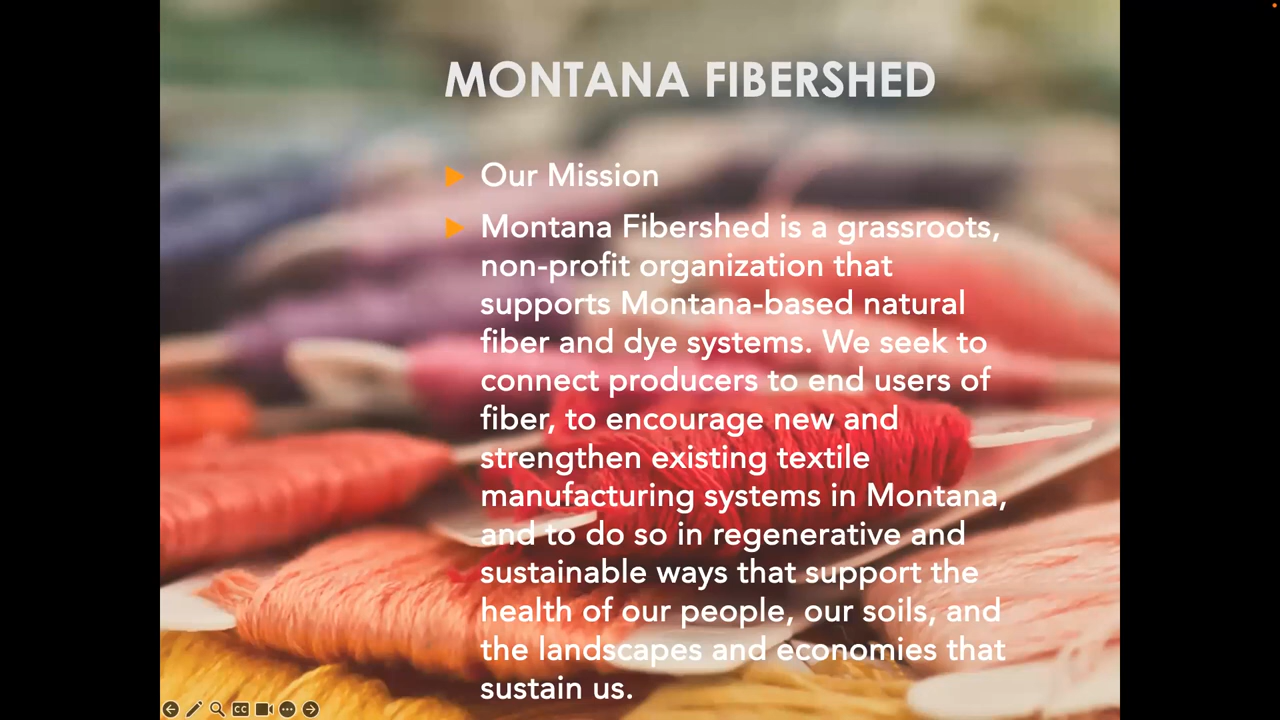 MONTANA FIBERSHED
Our Mission
Montana Fibershed is a grassroots,
non-profit organization that
supports Montana-based natural
fiber and dye systems. We seek to
connect producers to end users of
fiber, to encourage new and
strengthen existing textile
manufacturing systems in Montana,
and to do so in regenerative and
sustainable ways that support the
health of our people, our soils, and
the landscapes and economies that
sustain us.
CC